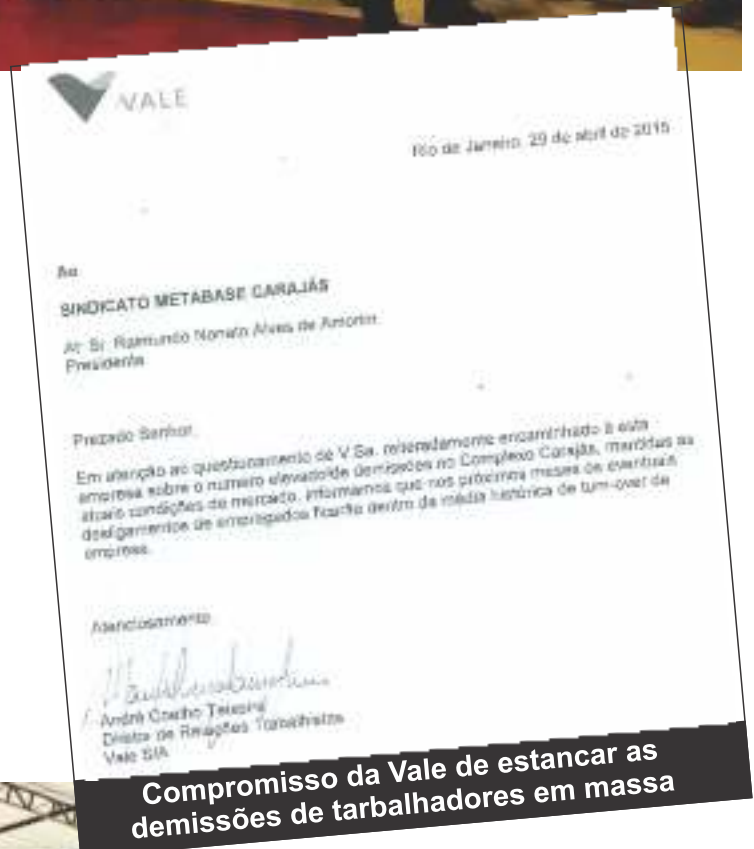 VALE
Rio de Janeiro, 29 de abril de 2015
Ao
SINDICATO METABASE CARAJÁS
At: Sr. Raimundo Nonato Alves de Amorim
Presidente
Prezado Senhor,
Em atenção ao questionamento de V.Sa. reiteradamente encaminhado à esta
empresa sobre o numero elevado de demissões no Complexo Carajás, mantidas as
atuais condições do mercado, informamos que nos próximos meses os eventuais
desligamentos de empregados ficarão dentro da média histórica de turn-over da
empresa.
Atenciosamente,
André Coelho Teixeira
Diretor de Relações Trabalhistas
Vale S/A
Compromisso da Vale de estancar as
demissões de tarbalhadores em massa